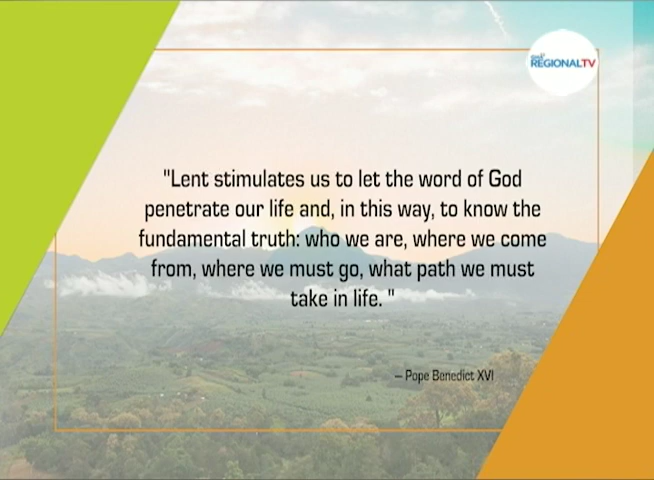 REGIONALTV
"Lent stimulates us to let the word of God
penetrate our life and, in this way, to know the
fundamental truth: who we are, where we come
from, where we must go, what path we must
take in life. "
– Pope Benedict XVI